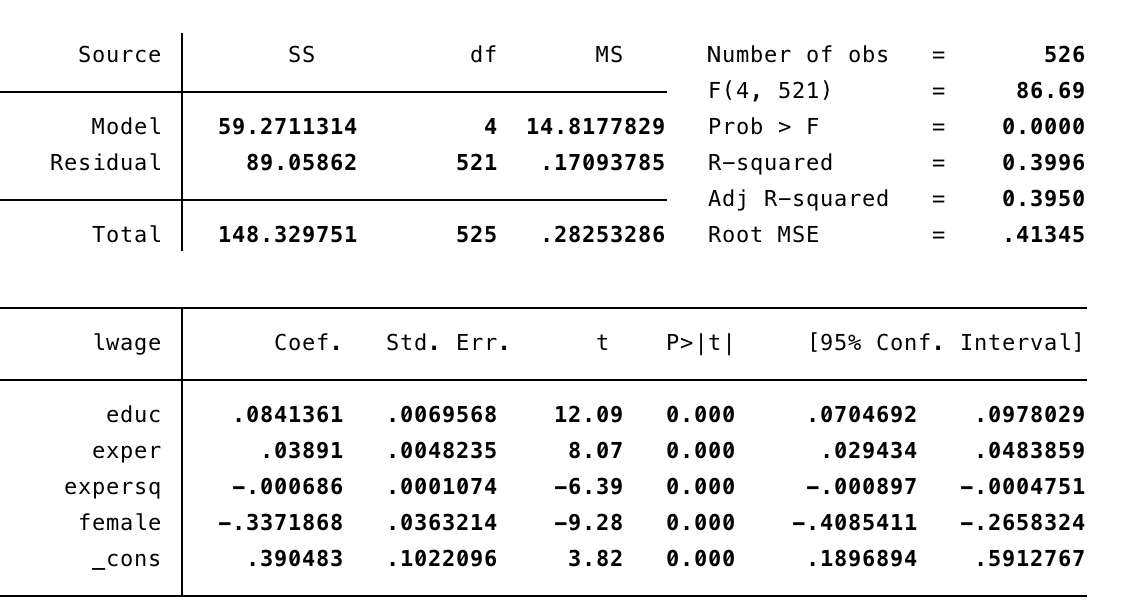 Source SS df MS Number of obs = 526
F(4, 521) = 86.69
Model 59.2711314 4 14.8177829 Prob > F = 0.0000
Residual 89.05862 521 .17093785 R-squared = 0.3996
Adj R-squared = 0.3950
Total 148.329751 525 .28253286 Root MSE = .41345
lwage Coef. Std. Err. t P>|t| [95% Conf. Interval]
educ .0841361 .0069568 12.09 0.000 .0704692 .0978029
exper .03891 .0048235 8.07 0.000 .029434 .0483859
expersq -.000686 .0001074 -6.39 0.000 -.000897 -.0004751
female -.3371868 .0363214 -9.28 0.000 -.4085411 -.2658324
_cons .390483 .1022096 3.82 0.000 .1896894 .5912767